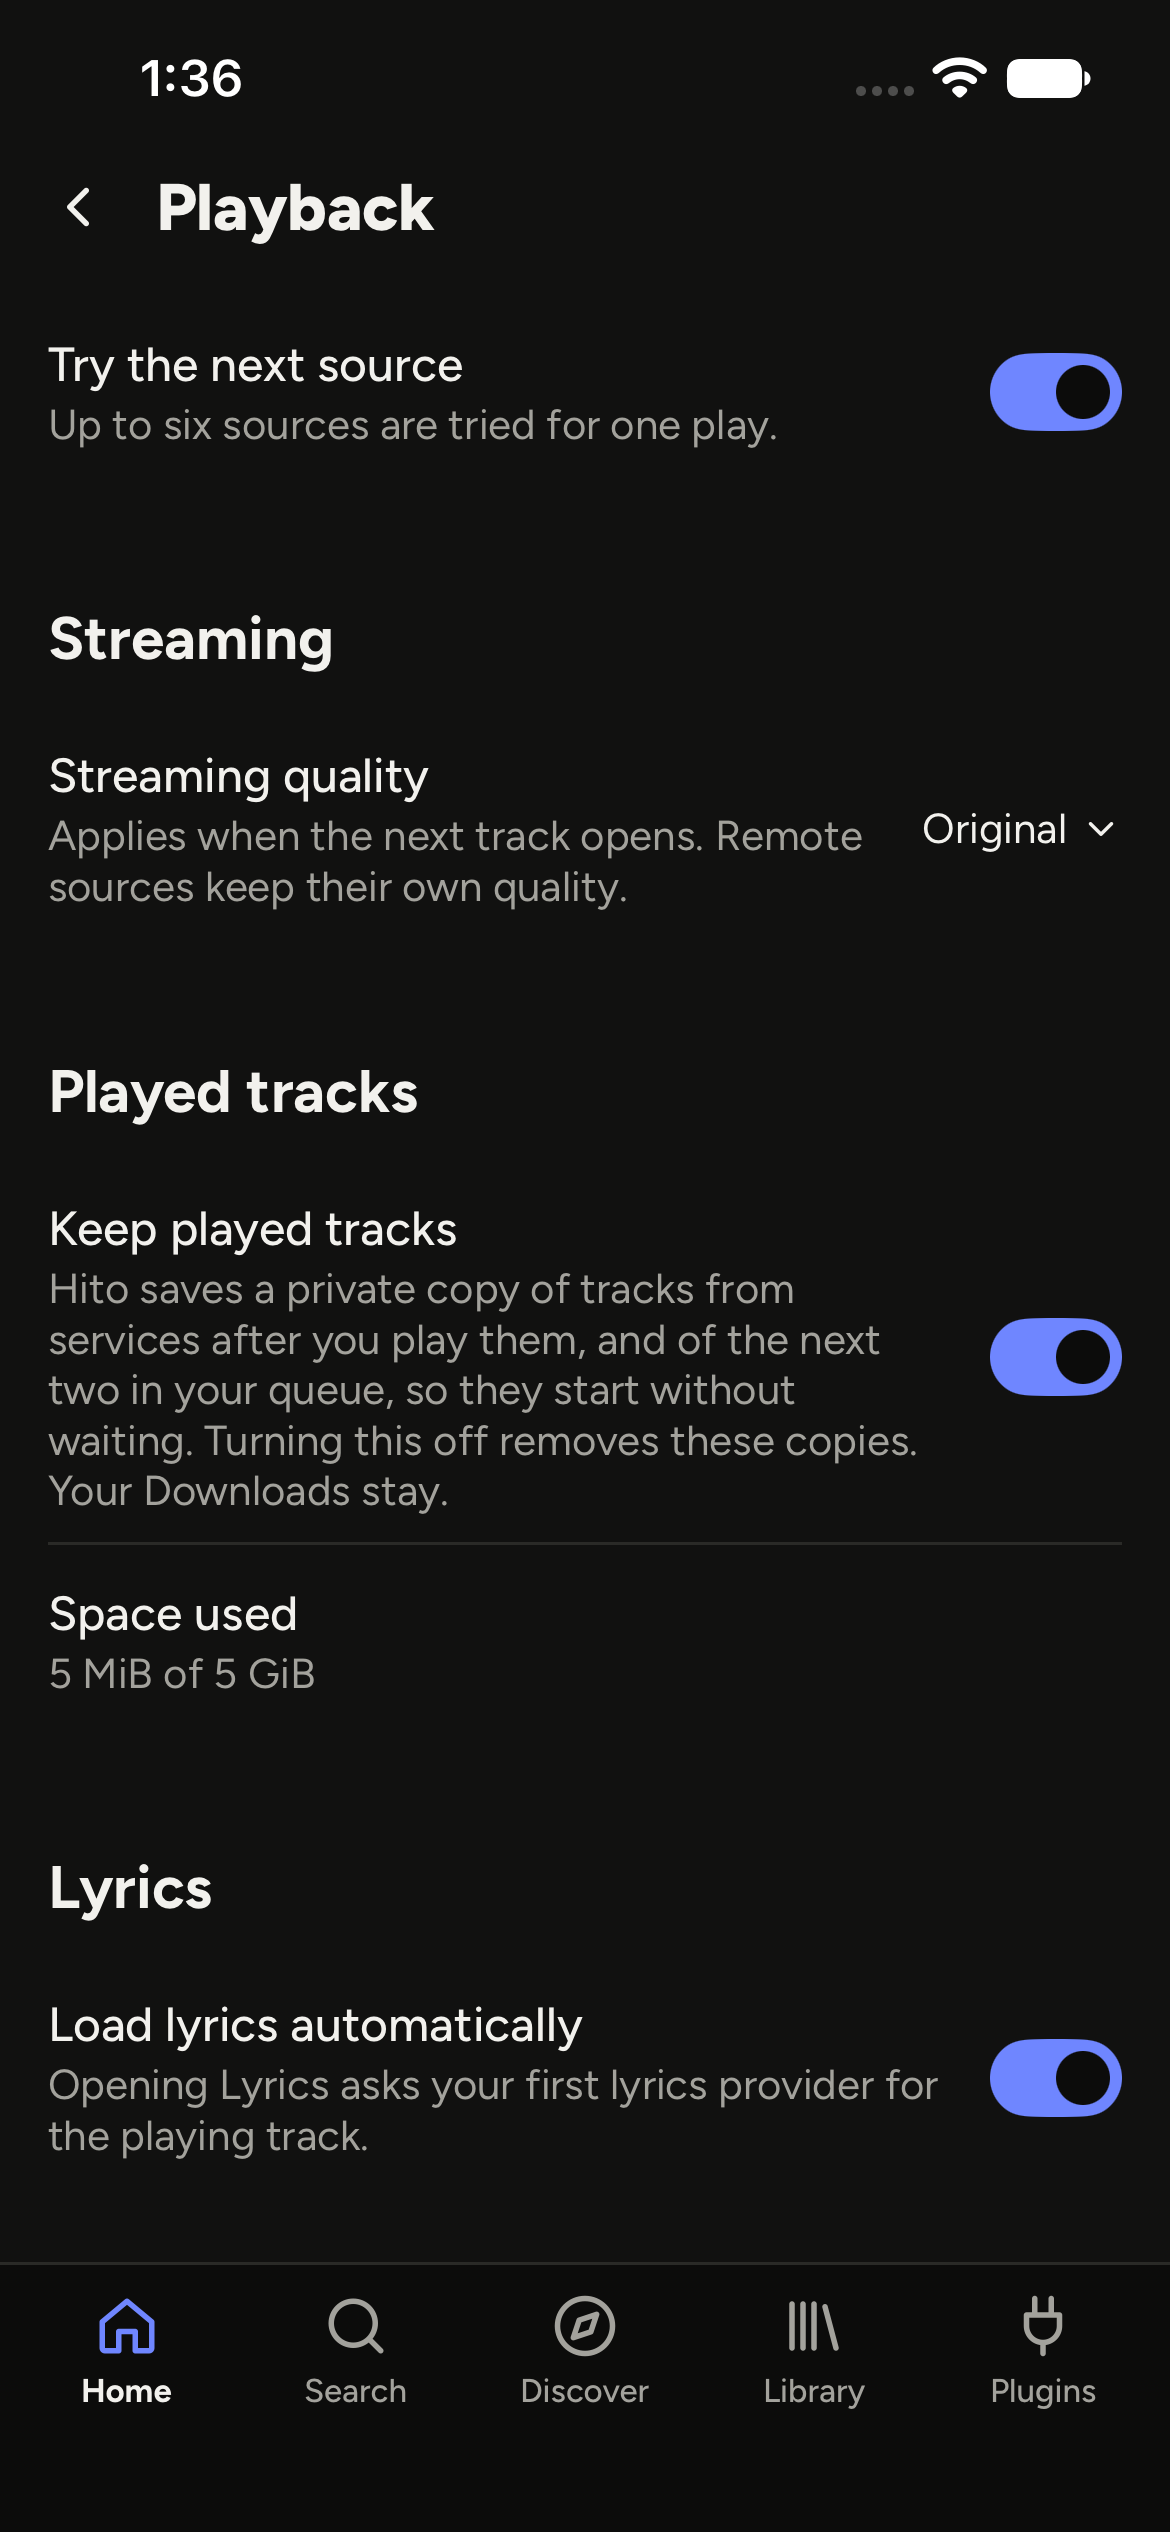 1:36
Playback
Try the next source
Up to six sources are tried for one play.
Streaming
Streaming quality
Applies when the next track opens. Remote
sources keep their own quality.
Original
Played tracks
Keep played tracks
Hito saves a private copy of tracks from
services after you play them, and of the next
two in your queue, so they start without
waiting. Turning this off removes these copies.
Your Downloads stay.
Space used
5 MiB of 5 GiB
Lyrics
Load lyrics automatically
Opening Lyrics asks your first lyrics provider for
the playing track.
Home
Search
Discover
Library
Plugins